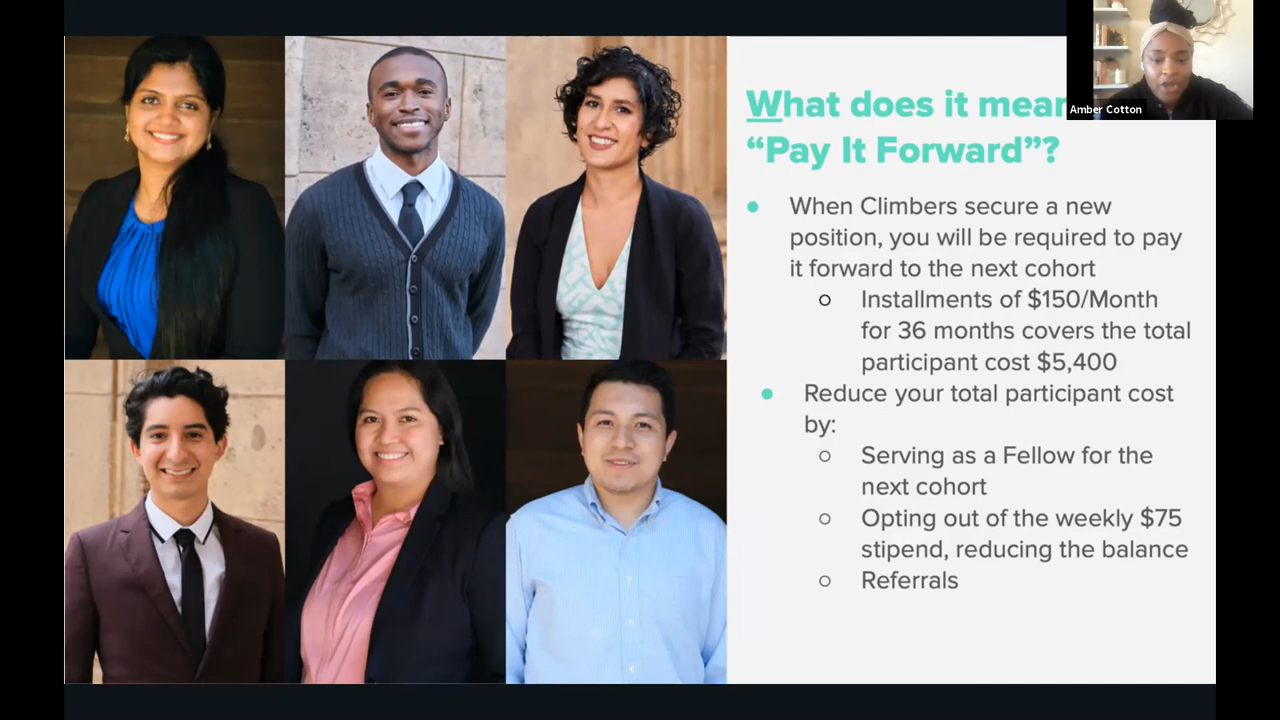 Amber Cotton
What does it mean
“Pay It Forward”?
● When Climbers secure a new
position, you will be required to pay
it forward to the next cohort
○ Installments of $150/Month
for 36 months covers the total
participant cost $5,400
● Reduce your total participant cost
by:
○ Serving as a Fellow for the
next cohort
○ Opting out of the weekly $75
stipend, reducing the balance
○ Referrals